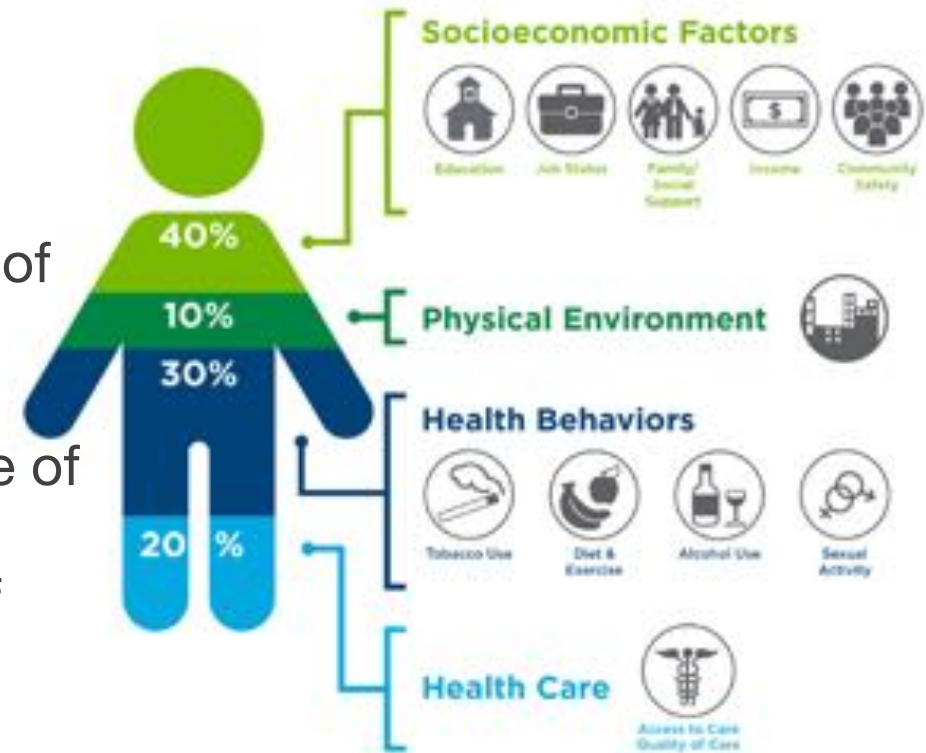 Socioeconomic Factors
Education
Job Status
Family/
Social
Support
Income
Community
Safety
40%
of
10%
Physical Environment
30%
Health Behaviors
e of
Tobacco Use
Diet &
Exercise
Alcohol Use
Sexual
Activity
20 %
Health Care
Access to Care
Quality of Care